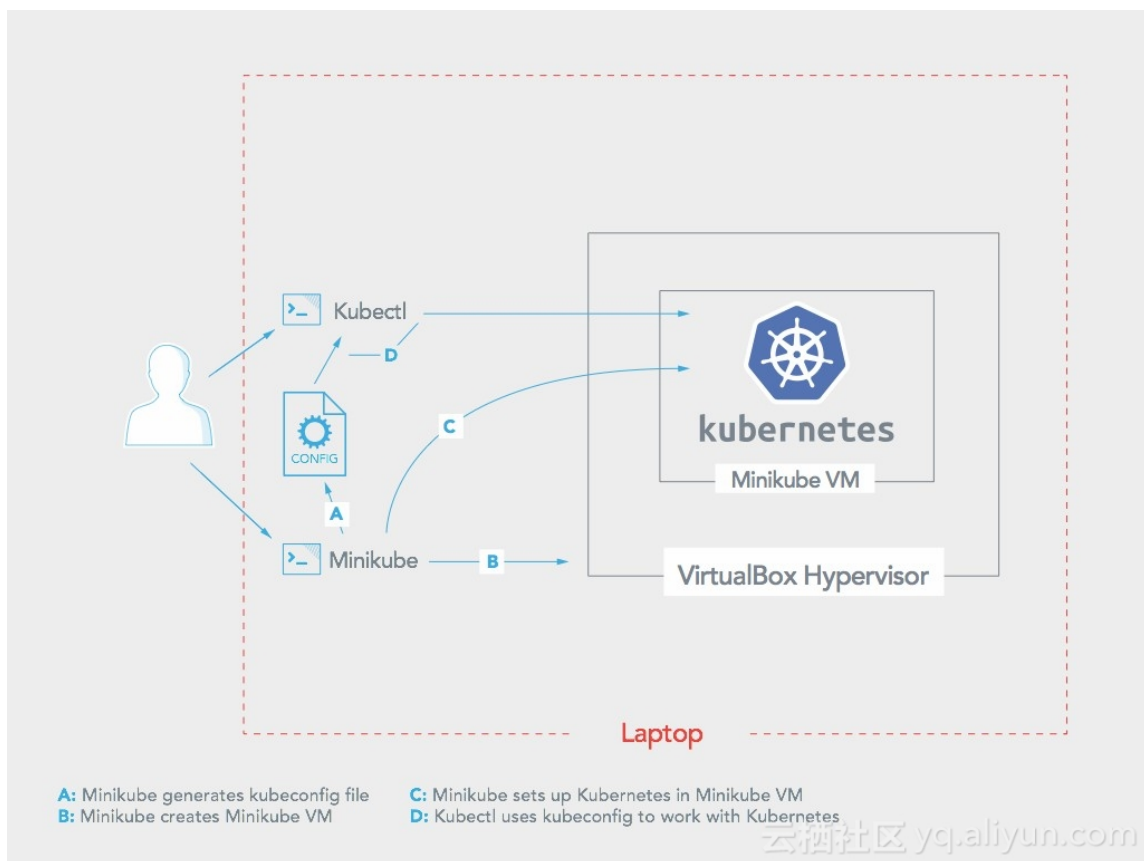 Kubectl
D
CONFIG
C
kubernetes
Minikube VM
A
Minikube
B
VirtualBox Hypervisor
Laptop
A: Minikube generates kubeconfig file
C: Minikube sets up Kubernetes in Minikube VM
B: Minikube creates Minikube VM
D: Kubectl uses kubeconfig to work with Kubernetes
云栖社区 yq.aliyun.com